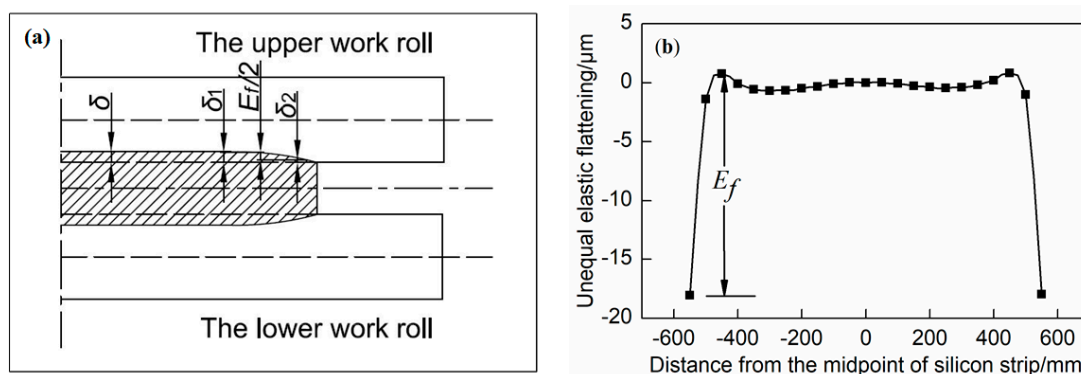 (a)
The upper work roll
δ
δ1
Ef/2
δ2
The lower work roll
(b)
Unequal elastic flattening/μm
5
0
-5
-10
-15
-20
Ef
-600 -400 -200 0 200 400 600
Distance from the midpoint of silicon strip/mm